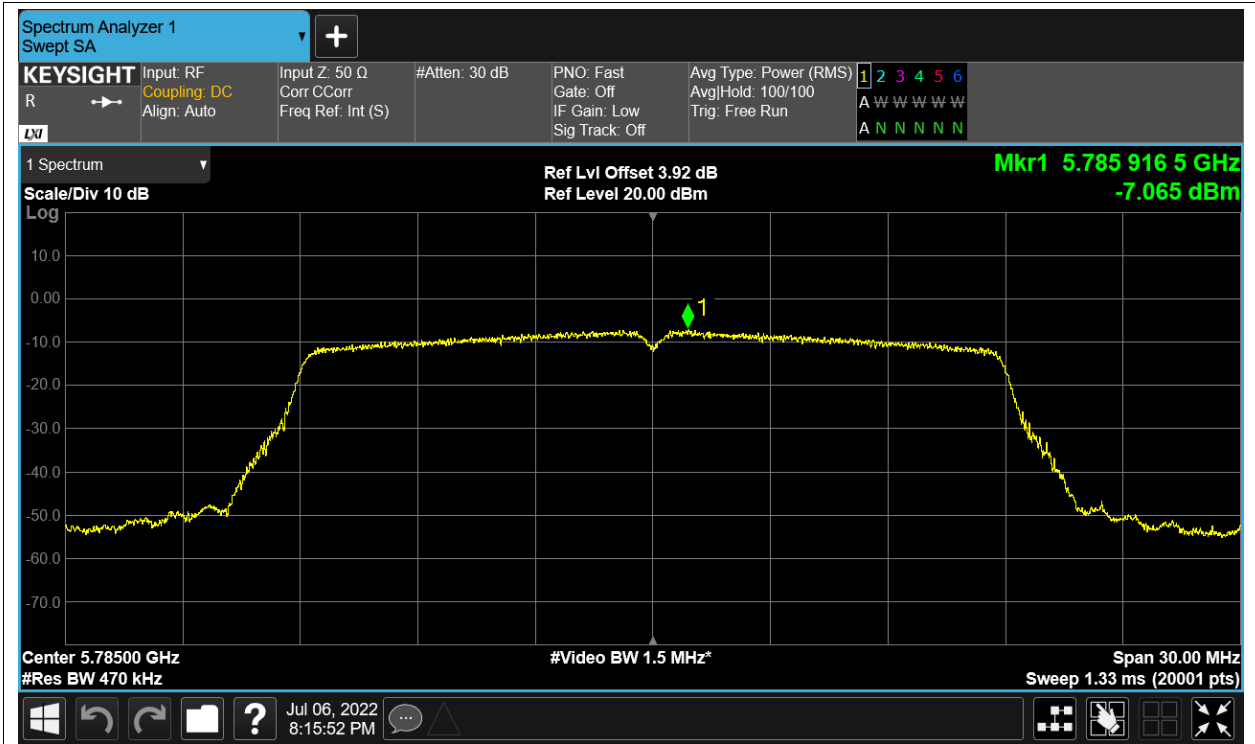 Spectrum Analyzer 1
Swept SA
KEYSIGHT
R
LXI
Input: RF
Coupling: DC
Align: Auto
Input Z: 50 Ω
Corr CCorr
Freq Ref: Int (S)
#Atten: 30 dB
PNO: Fast
Gate: Off
IF Gain: Low
Sig Track: Off
Avg Type: Power (RMS)
Avg|Hold: 100/100
Trig: Free Run
1 2 3 4 5 6
A W W W W W
A N N N N N
1 Spectrum
Scale/Div 10 dB
Log
Ref Lvl Offset 3.92 dB
Ref Level 20.00 dBm
Mkr1 5.785 916 5 GHz
-7.065 dBm
10.0
0.00
1
-10.0
-20.0
-30.0
-40.0
-50.0
-60.0
-70.0
Center 5.78500 GHz
#Video BW 1.5 MHz*
Span 30.00 MHz
#Res BW 470 kHz
Sweep 1.33 ms (20001 pts)
?
Jul 06, 2022
8:15:52 PM